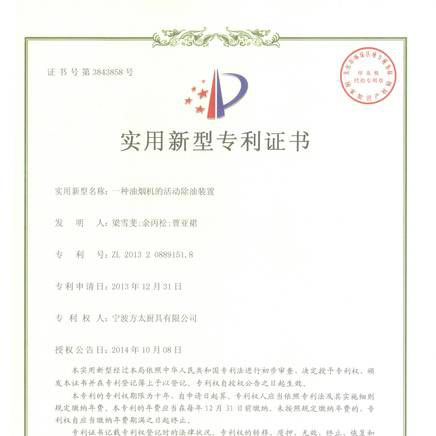 证书号第3843858号
实用新型专利证书
实用新型名称：一种油烟机的活动除油装置
发明人：梁雪斐;余丙松;曹亚裙
专利号：ZL 2013 2 0889151.8
专利申请日：2013年12月31日
专利权人：宁波方太厨具有限公司
授权公告日：2014年10月08日
本实用新型经过本局依照中华人民共和国专利法进行初步审查，决定授予专利权，颁
发本证书并在专利登记簿上予以登记。专利权自授权公告之日起生效。
本专利的专利权期限为十年，自申请日起算。专利权人应当依照专利法及其实施细则
规定缴纳年费。本专利的年费应当在每年12月31日前缴纳。未按照规定缴纳年费的，专
利权自应当缴纳年费期满之日起终止。
专利证书记载专利权登记时的法律状况。专利权的转移、质押、无效、终止、恢复和